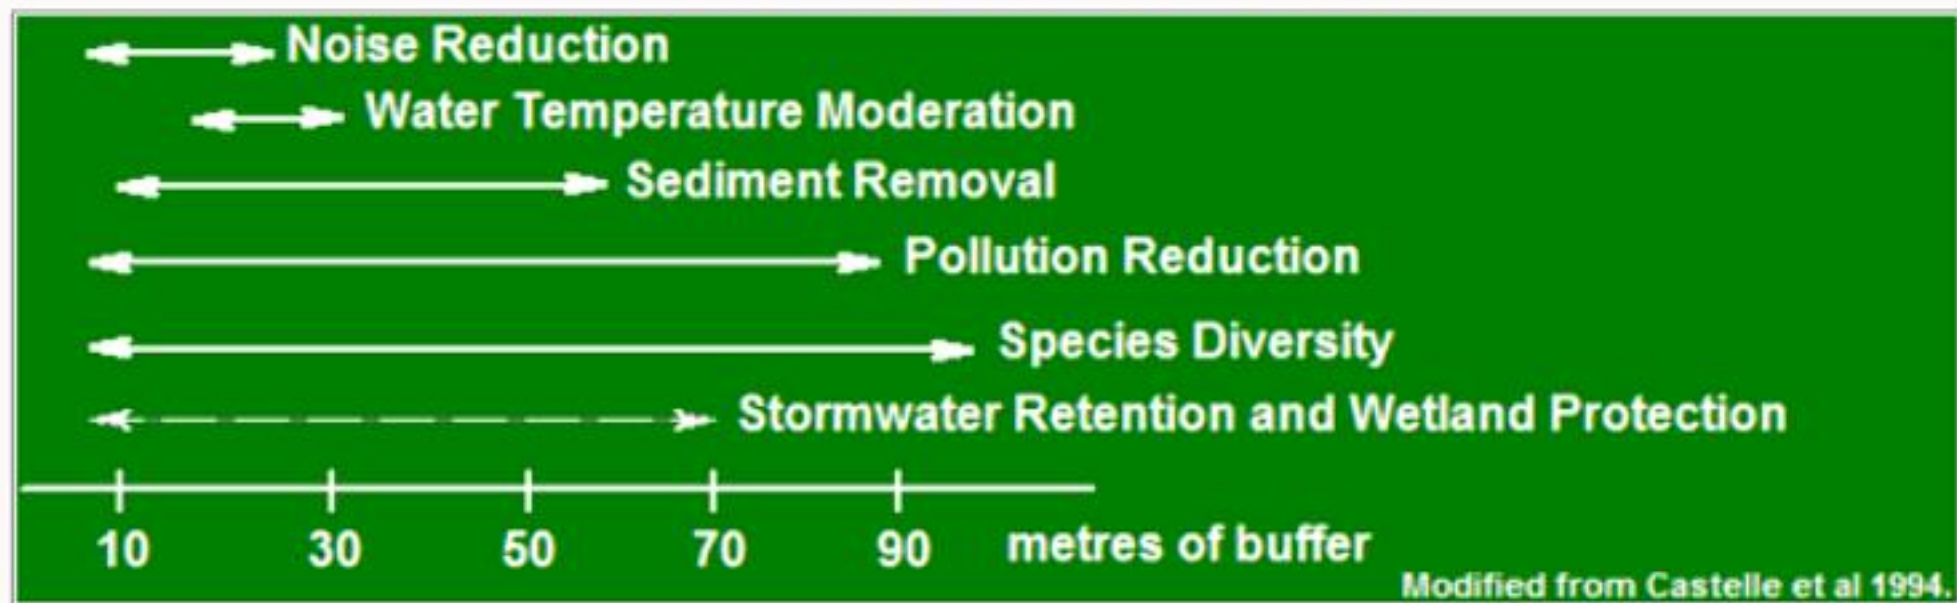 Noise Reduction
Water Temperature Moderation
Sediment Removal
Pollution Reduction
Species Diversity
Stormwater Retention and Wetland Protection
10 30 50 70 90 metres of buffer
Modified from Castelle et al 1994.